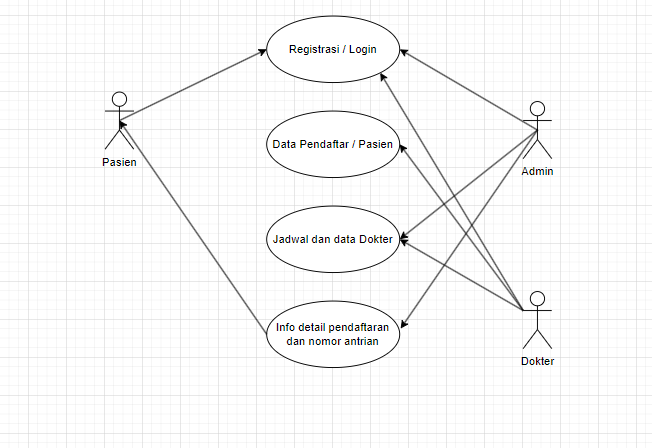 Registrasi / Login
Pasien
Data Pendaftar / Pasien
Admin
Jadwal dan data Dokter
Info detail pendaftaran
dan nomor antrian
Dokter